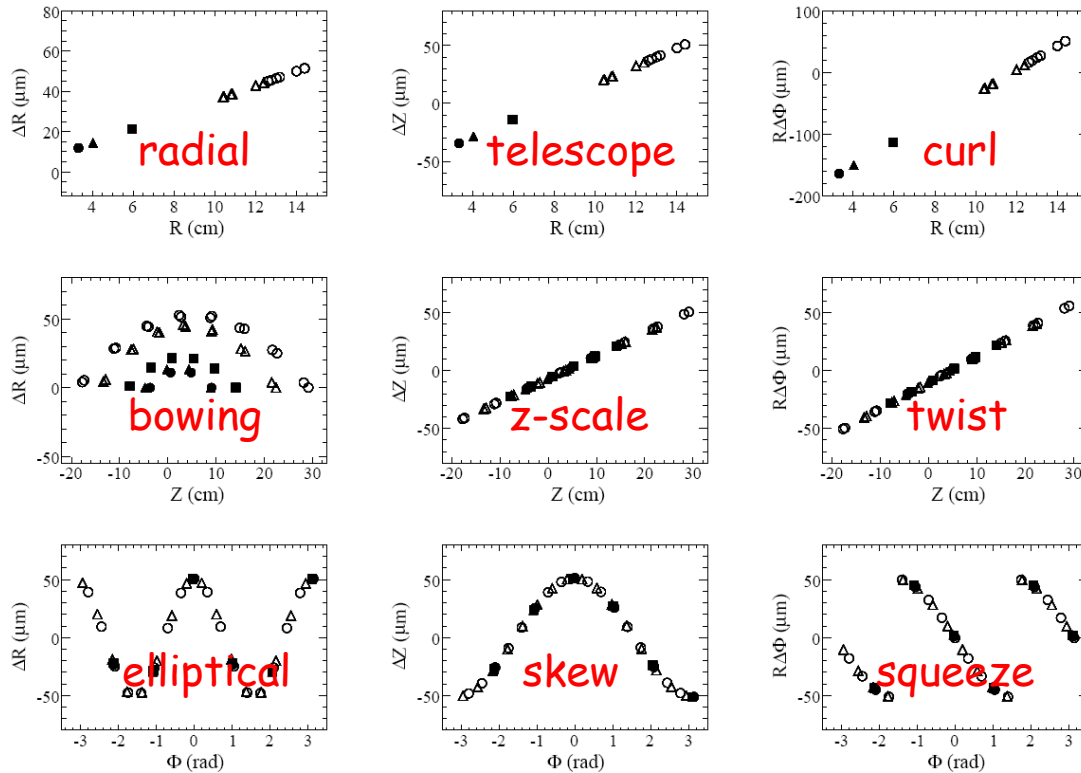 80
60
40
20
0
ΔR (μm)
4 6 8 10 12 14
R (cm)
radial
50
0
-50
ΔZ (μm)
4 6 8 10 12 14
R (cm)
telescope
100
0
-100
-200
RΔΦ (μm)
4 6 8 10 12 14
R (cm)
curl
50
0
-50
ΔR (μm)
-20 -10 0 10 20 30
Z (cm)
bowing
50
0
-50
ΔZ (μm)
-20 -10 0 10 20 30
Z (cm)
z-scale
50
0
-50
RΔΦ (μm)
-20 -10 0 10 20 30
Z (cm)
twist
50
0
-50
ΔR (μm)
-3 -2 -1 0 1 2 3
Φ (rad)
elliptical
50
0
-50
ΔZ (μm)
-3 -2 -1 0 1 2 3
Φ (rad)
skew
50
0
-50
RΔΦ (μm)
-3 -2 -1 0 1 2 3
Φ (rad)
squeeze